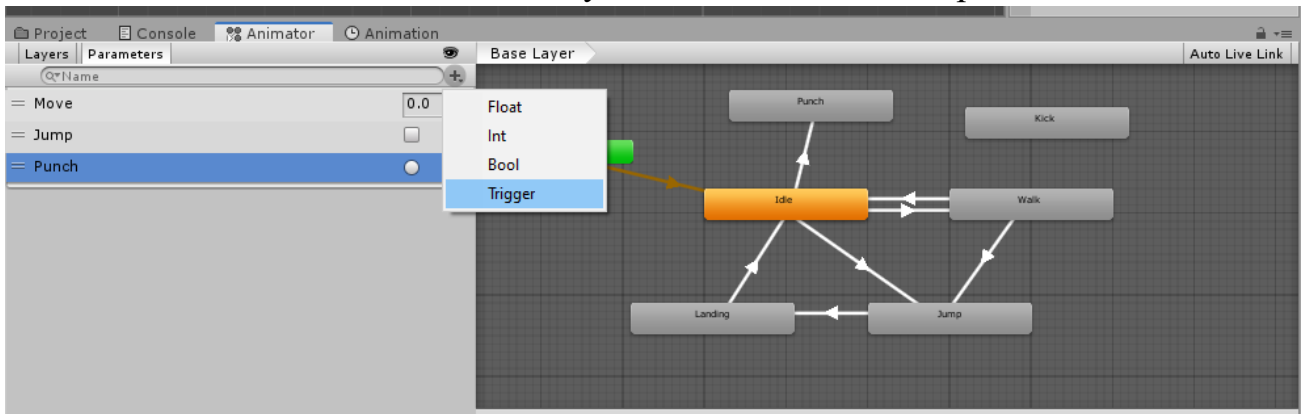 Project Console Animator Animation
Layers Parameters Base Layer Auto Live Link
Name
Move 0.0
Jump
Punch
Float
Int
Bool
Trigger
Punch
Kick
Idle Walk
Landing Jump